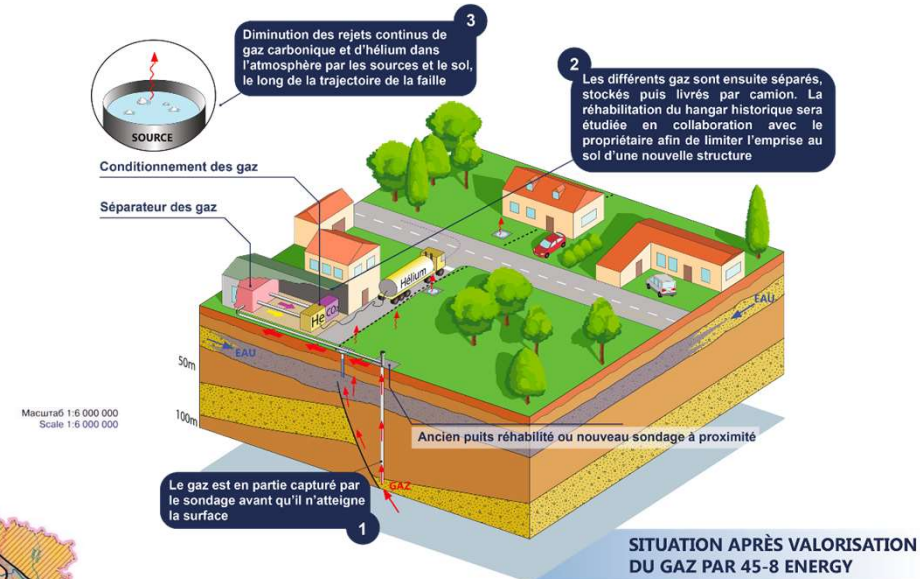 3
Diminution des rejets continus de
gaz carbonique et d'hélium dans
l'atmosphère par les sources et le sol,
le long de la trajectoire de la faille
2
Les différents gaz sont ensuite séparés,
stockés puis livrés par camion. La
réhabilitation du hangar historique sera
étudiée en collaboration avec le
propriétaire afin de limiter l'emprise au
sol d'une nouvelle structure
SOURCE
Conditionnement des gaz
Séparateur des gaz
Hélium
He
CO₂
EAU
EAU
50m
100m
Масштаб 1:6 000 000
Scale 1:6 000 000
Ancien puits réhabilité ou nouveau sondage à proximité
GAZ
Le gaz est en partie capturé par
le sondage avant qu'il n'atteigne
la surface
1
SITUATION APRÈS VALORISATION
DU GAZ PAR 45-8 ENERGY